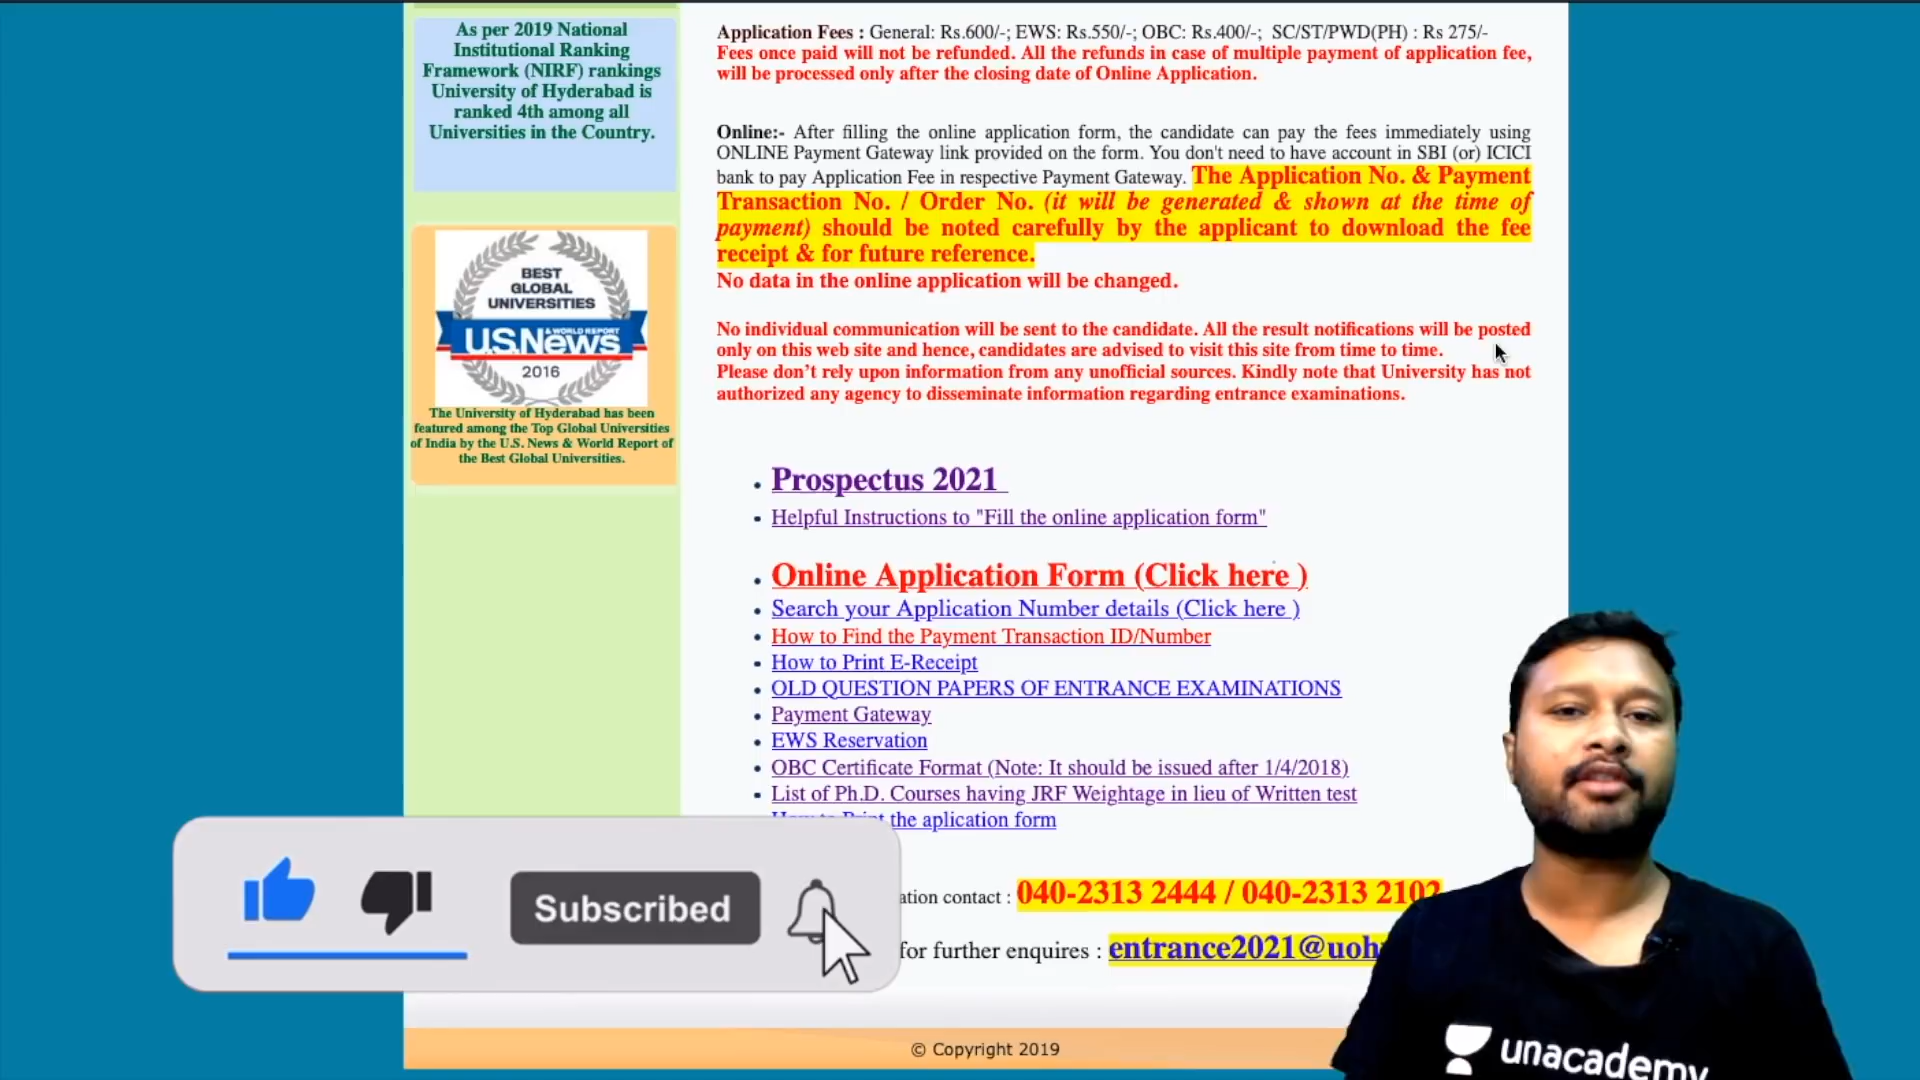 As per 2019 National
Institutional Ranking
Framework (NIRF) rankings
University of Hyderabad is
ranked 4th among all
Universities in the Country.
BEST
GLOBAL
UNIVERSITIES
U.S.News & WORLD REPORT
2016
The University of Hyderabad has been
featured among the Top Global Universities
of India by the U.S. News & World Report of
the Best Global Universities.
Application Fees : General: Rs.600/-; EWS: Rs.550/-; OBC: Rs.400/-; SC/ST/PWD(PH) : Rs 275/-
Fees once paid will not be refunded. All the refunds in case of multiple payment of application fee,
will be processed only after the closing date of Online Application.
Online:- After filling the online application form, the candidate can pay the fees immediately using
ONLINE Payment Gateway link provided on the form. You don't need to have account in SBI (or) ICICI
bank to pay Application Fee in respective Payment Gateway. The Application No. & Payment
Transaction No. / Order No. (it will be generated & shown at the time of
payment) should be noted carefully by the applicant to download the fee
receipt & for future reference.
No data in the online application will be changed.
No individual communication will be sent to the candidate. All the result notifications will be posted
only on this web site and hence, candidates are advised to visit this site from time to time.
Please don't rely upon information from any unofficial sources. Kindly note that University has not
authorized any agency to disseminate information regarding entrance examinations.
Prospectus 2021
Helpful Instructions to "Fill the online application form"
Online Application Form (Click here )
Search your Application Number details (Click here )
How to Find the Payment Transaction ID/Number
How to Print E-Receipt
OLD QUESTION PAPERS OF ENTRANCE EXAMINATIONS
Payment Gateway
EWS Reservation
OBC Certificate Format (Note: It should be issued after 1/4/2018)
List of Ph.D. Courses having JRF Weightage in lieu of Written test
How to Print the aplication form
ation contact : 040-2313 2444 / 040-2313 2102
for further enquires : entrance2021@uoh
Subscribed
© Copyright 2019
unacademy